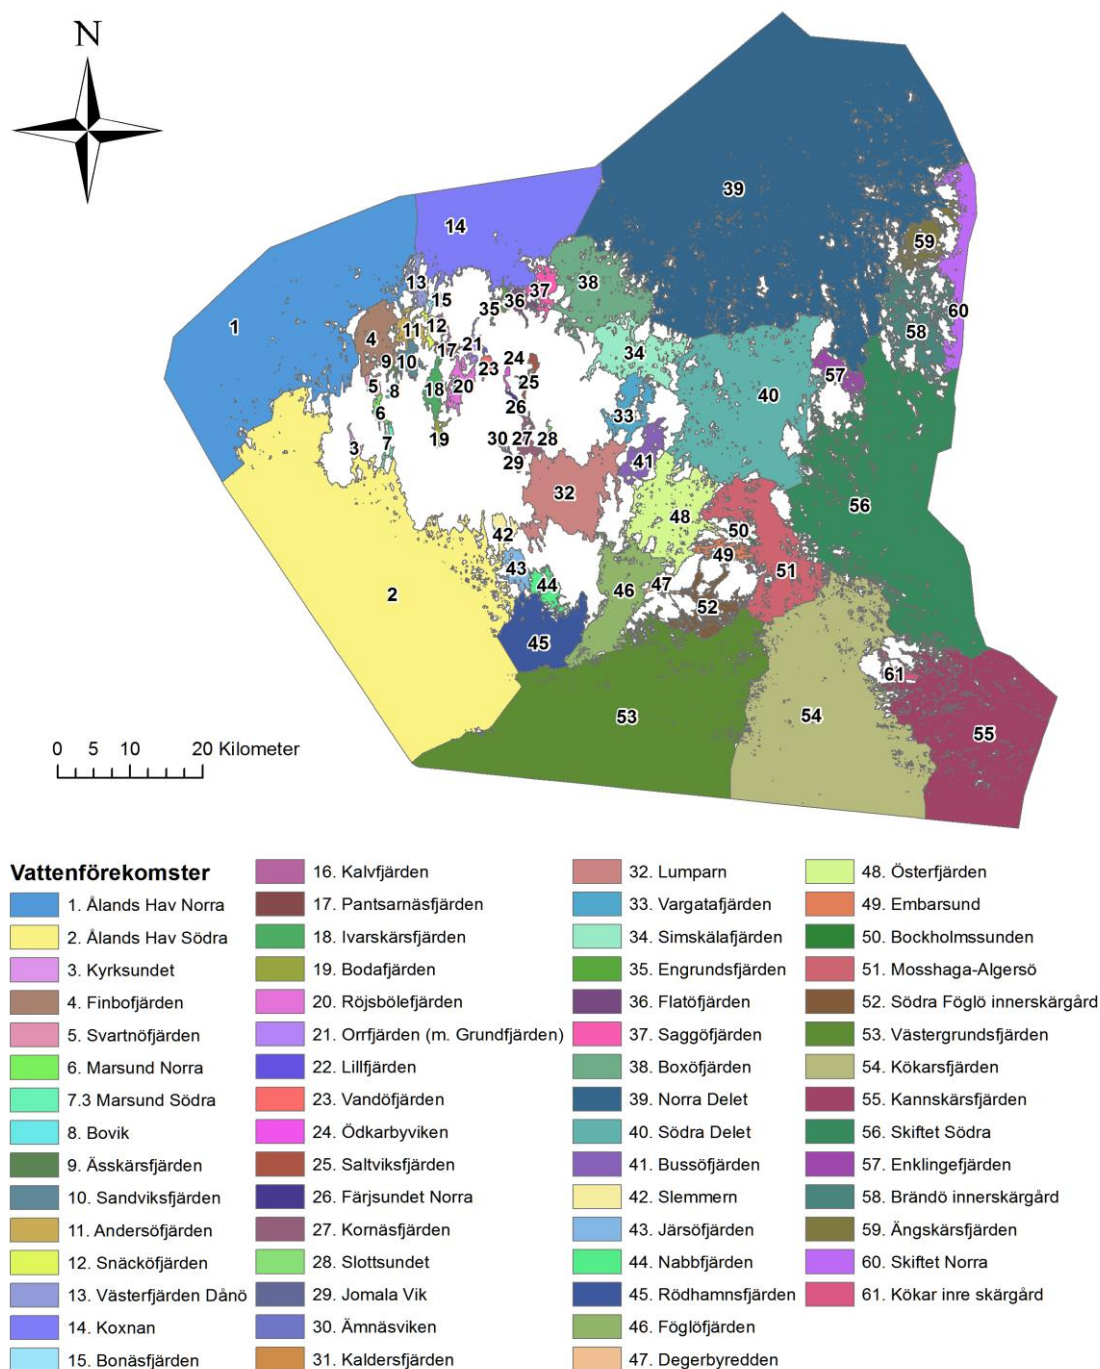 N
39
14
59
13
37
38
15
36
60
35
1
12
58
11
4
17
21
34
24
9
10
23
57
5
8
18
20
25
40
6
26
33
19
7
30
27
28
3
41
29
32
56
48
42
50
49
43
51
44
47
46
2
52
45
61
53
54
55
0 5 10 20 Kilometer
Vattenförekomster
1. Ålands Hav Norra
2. Ålands Hav Södra
3. Kyrksundet
4. Finbofjärden
5. Svartnöfjärden
6. Marsund Norra
7.3 Marsund Södra
8. Bovik
9. Ässkärsfjärden
10. Sandviksfjärden
11. Andersöfjärden
12. Snäcköfjärden
13. Västerfjärden Dånö
14. Koxnan
15. Bonäsfjärden
16. Kalvfjärden
17. Pantsarnäsfjärden
18. Ivarskärsfjärden
19. Bodafjärden
20. Röjsbölefjärden
21. Orrfjärden (m. Grundfjärden)
22. Lillfjärden
23. Vandöfjärden
24. Ödkarbyviken
25. Saltviksfjärden
26. Färjsundet Norra
27. Kornäsfjärden
28. Slottsundet
29. Jomala Vik
30. Ämnäsviken
31. Kaldersfjärden
32. Lumparn
33. Vargatafjärden
34. Simskälafjärden
35. Engrundsfjärden
36. Flatöfjärden
37. Saggöfjärden
38. Boxöfjärden
39. Norra Delet
40. Södra Delet
41. Bussöfjärden
42. Slemmern
43. Järsöfjärden
44. Nabbfjärden
45. Rödhamnsfjärden
46. Föglöfjärden
47. Degerbyredden
48. Österfjärden
49. Embarsund
50. Bockholmssunden
51. Mosshaga-Algersö
52. Södra Föglö innerskärgård
53. Västergrundsfjärden
54. Kökarsfjärden
55. Kannskärsfjärden
56. Skiftet Södra
57. Enklingefjärden
58. Brändö innerskärgård
59. Ängskärsfjärden
60. Skiftet Norra
61. Kökar inre skärgård